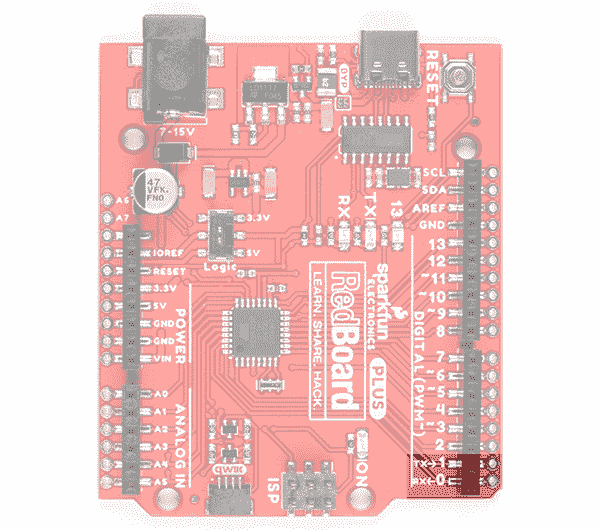 7-15V
47
VFK.
FNO
DYP
RESET
A6
A7
IOREF
RESET
3.3V
5V
GND
GND
VIN
POWER
A0
A1
A2
A3
A4
A5
ANALOG IN
3.3V
5V
Logic
RX
TX
13
sparkfun
ELECTRONICS
RedBoard
LEARN. SHARE. HACK.
PLUS
SCL
SDA
AREF
GND
13
12
~11
~10
~9
8
7
~6
~5
4
~3
2
TX→1
RX←0
DIGITAL (PWM~)
qwiic
ISP
ON